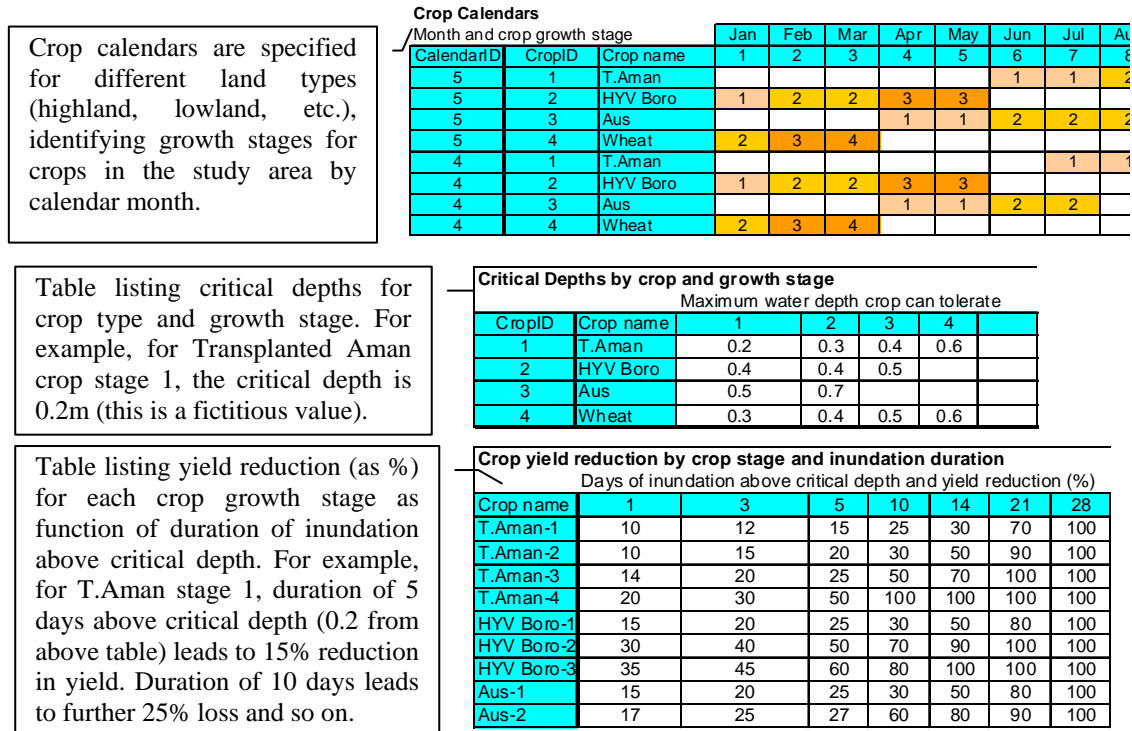 Crop calendars are specified
for different land types
(highland, lowland, etc.),
identifying growth stages for
crops in the study area by
calendar month.
Crop Calendars
Month and crop growth stage Jan Feb Mar Apr May Jun Jul
CalendarID CropID Crop name 1 2 3 4 5 6 7 8
5 1 T.Aman 1 1 2
5 2 HYV Boro 1 2 2 3 3
5 3 Aus 1 1 2 2 2
5 4 Wheat 2 3 4
4 1 T.Aman 1 1
4 2 HYV Boro 1 2 2 3 3
4 3 Aus 1 1 2 2
4 4 Wheat 2 3 4
Table listing critical depths for
crop type and growth stage. For
example, for Transplanted Aman
crop stage 1, the critical depth is
0.2m (this is a fictitious value).
Critical Depths by crop and growth stage
Maximum water depth crop can tolerate
CropID Crop name 1 2 3 4
1 T.Aman 0.2 0.3 0.4 0.6
2 HYV Boro 0.4 0.4 0.5
3 Aus 0.5 0.7
4 Wheat 0.3 0.4 0.5 0.6
Table listing yield reduction (as %)
for each crop growth stage as
function of duration of inundation
above critical depth. For example,
for T.Aman stage 1, duration of 5
days above critical depth (0.2 from
above table) leads to 15% reduction
in yield. Duration of 10 days leads
to further 25% loss and so on.
Crop yield reduction by crop stage and inundation duration
Days of inundation above critical depth and yield reduction (%)
Crop name 1 3 5 10 14 21 28
T.Aman-1 10 12 15 25 30 70 100
T.Aman-2 10 15 20 30 50 90 100
T.Aman-3 14 20 25 50 70 100 100
T.Aman-4 20 30 50 100 100 100 100
HYV Boro-1 15 20 25 30 50 80 100
HYV Boro-2 30 40 50 70 90 100 100
HYV Boro-3 35 45 60 80 100 100 100
Aus-1 15 20 25 30 50 80 100
Aus-2 17 25 27 60 80 90 100